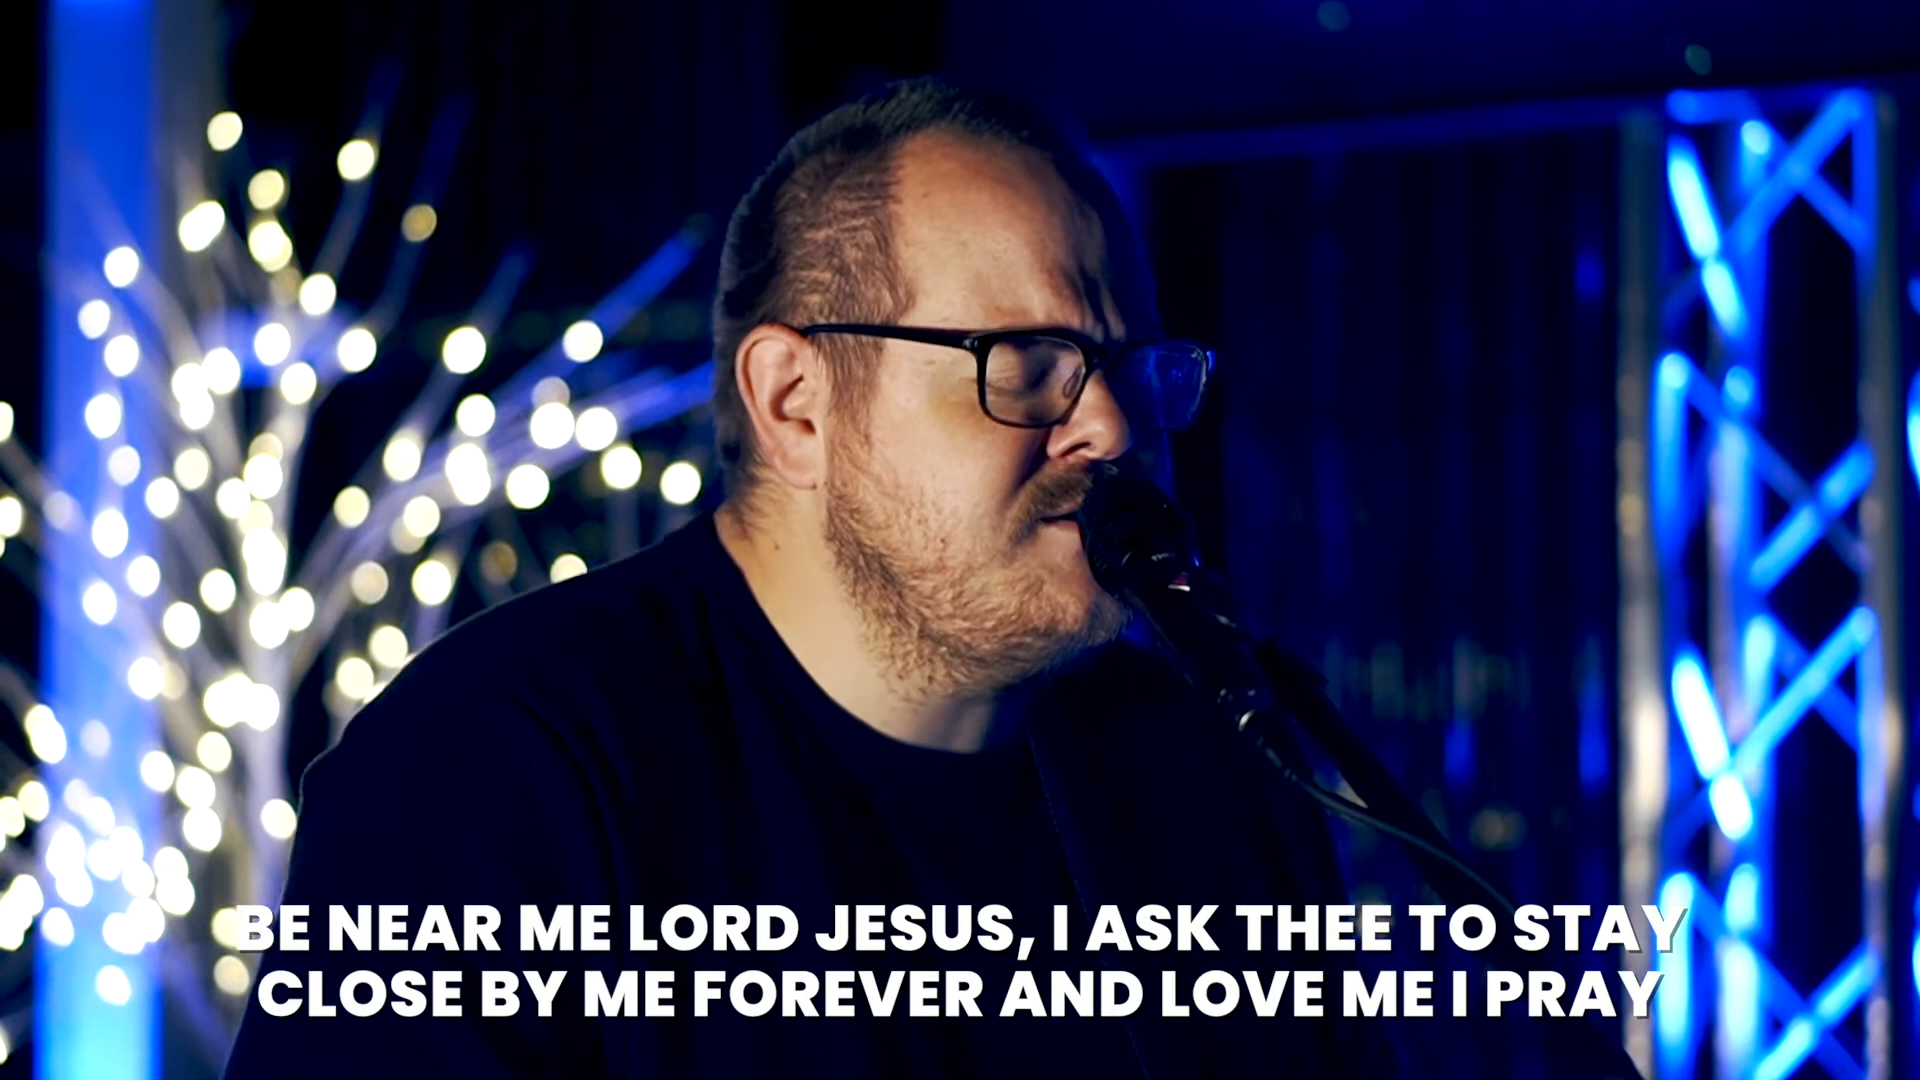 BE NEAR ME LORD JESUS, I ASK THEE TO STAY
CLOSE BY ME FOREVER AND LOVE ME I PRAY